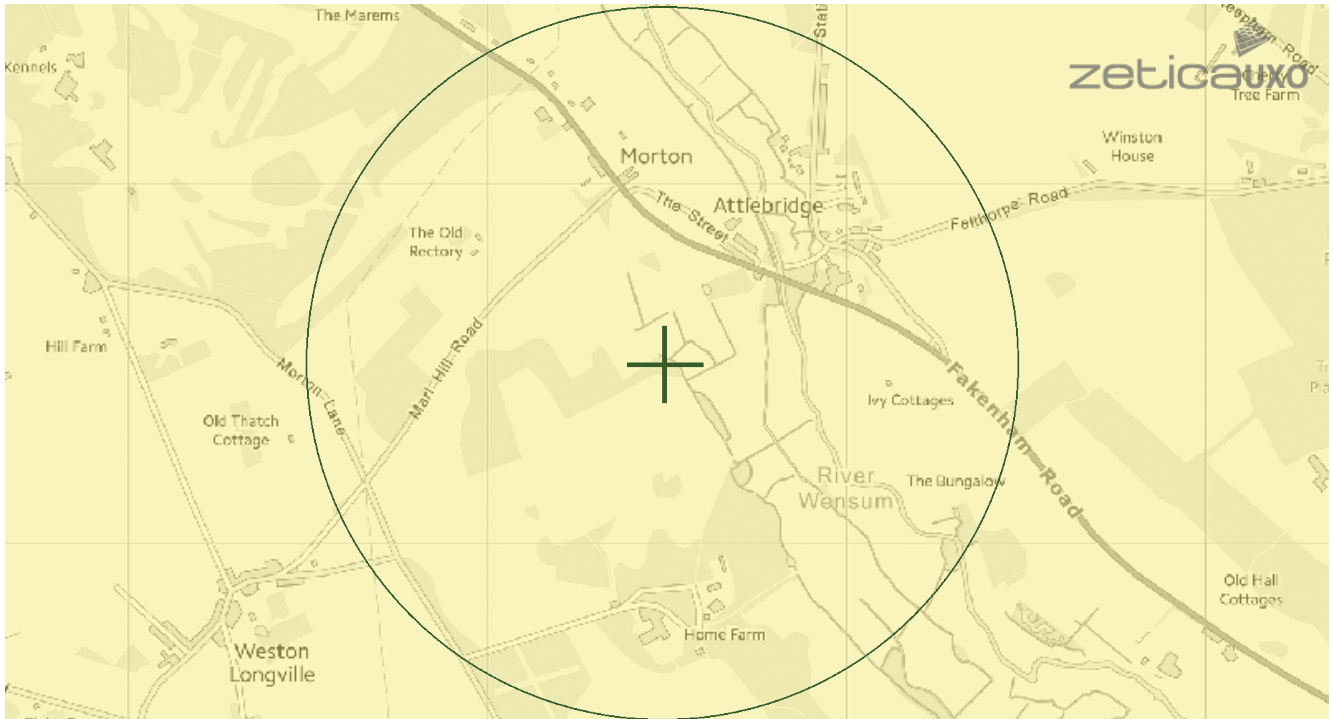 The Marems
Stati
Kennels
zeticauxo
Tree Farm
Winston
House
Morton
The Street
Attlebridge
Felthorpe Road
The Old
Rectory
Hill Farm
Morton Lane
Marl Hill Road
Old Thatch
Cottage
Ivy Cottages
Fakenham Road
River
Wensum
The Bungalow
Old Hall
Cottages
Home Farm
Weston
Longville